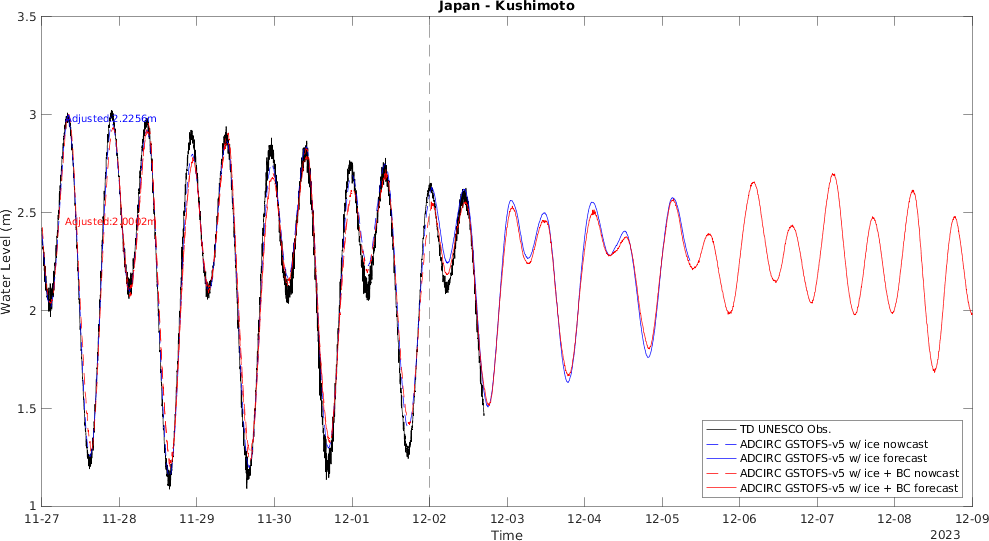 Japan - Kushimoto
3.5
3
2.5
2
1.5
1
Water Level (m)
Adjusted:2.2256m
Adjusted:2.0002m
TD UNESCO Obs.
ADCIRC GSTOFS-v5 w/ ice nowcast
ADCIRC GSTOFS-v5 w/ ice forecast
ADCIRC GSTOFS-v5 w/ ice + BC nowcast
ADCIRC GSTOFS-v5 w/ ice + BC forecast
11-27 11-28 11-29 11-30 12-01 12-02 12-03 12-04 12-05 12-06 12-07 12-08 12-09
Time
2023